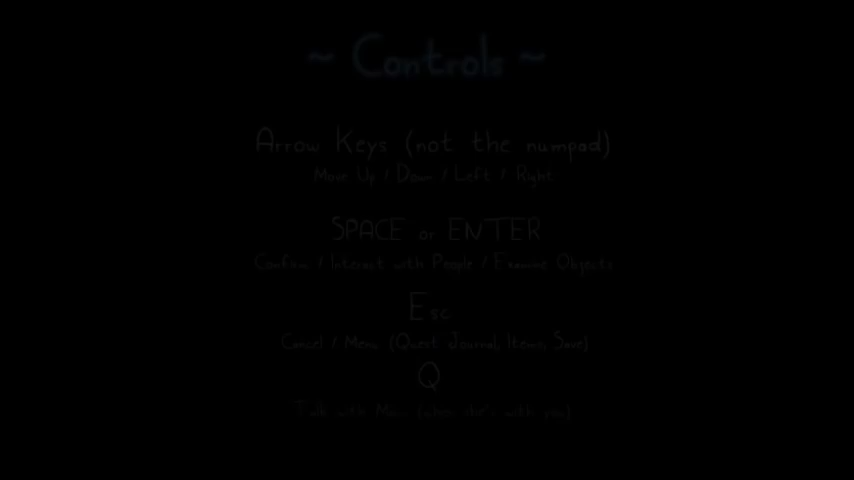 ~ Controls ~
Arrow Keys (not the numpad)
Move Up / Down / Left / Right
SPACE or ENTER
Confirm / Interact with People / Examine Objects
Esc
Cancel / Menu (Quest Journal, Items, Save)
Q
Talk with (when she's with you)